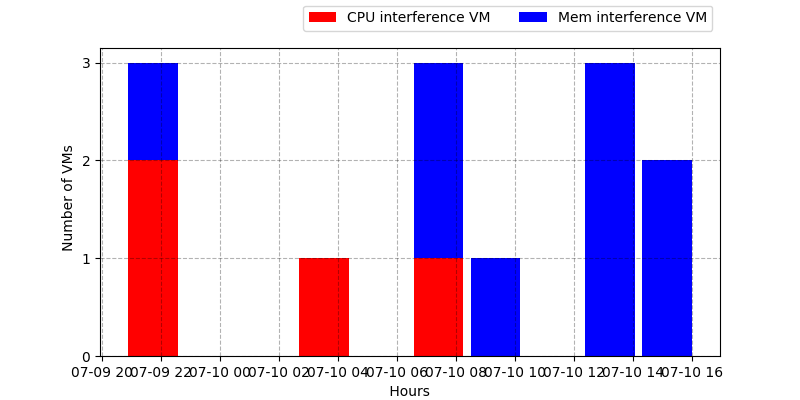 CPU interference VM Mem interference VM
3
2
1
0
Number of VMs
07-09 20 07-09 22 07-10 00 07-10 02 07-10 04 07-10 06 07-10 08 07-10 10 07-10 12 07-10 14 07-10 16
Hours